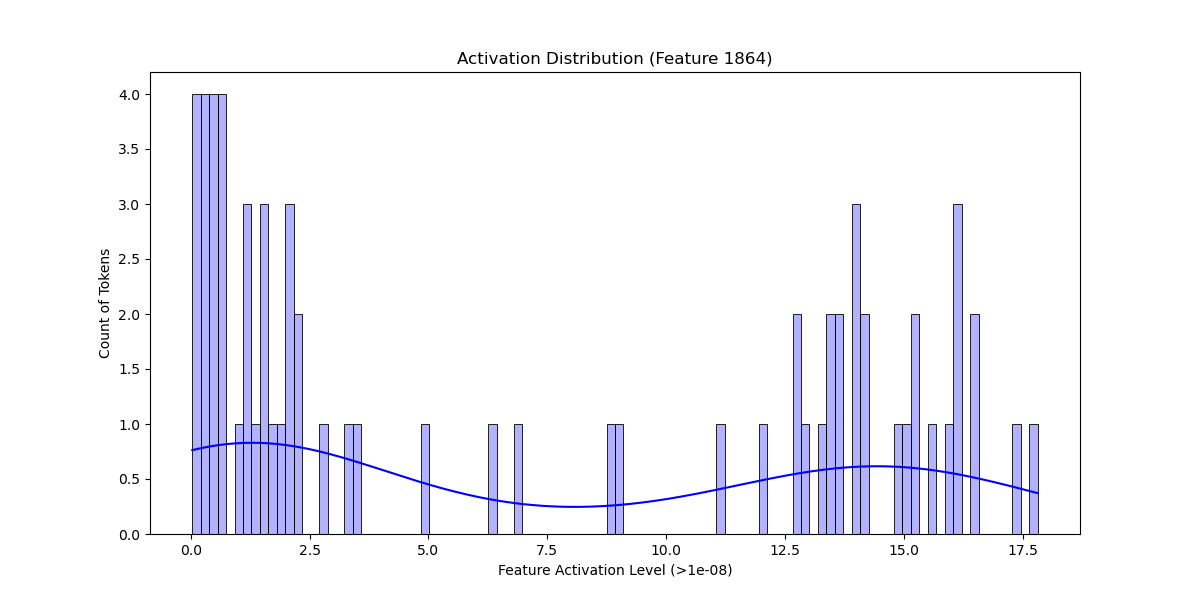 Activation Distribution (Feature 1864)
4.0
3.5
3.0
2.5
2.0
1.5
1.0
0.5
0.0
Count of Tokens
0.0 2.5 5.0 7.5 10.0 12.5 15.0 17.5
Feature Activation Level (>1e-08)